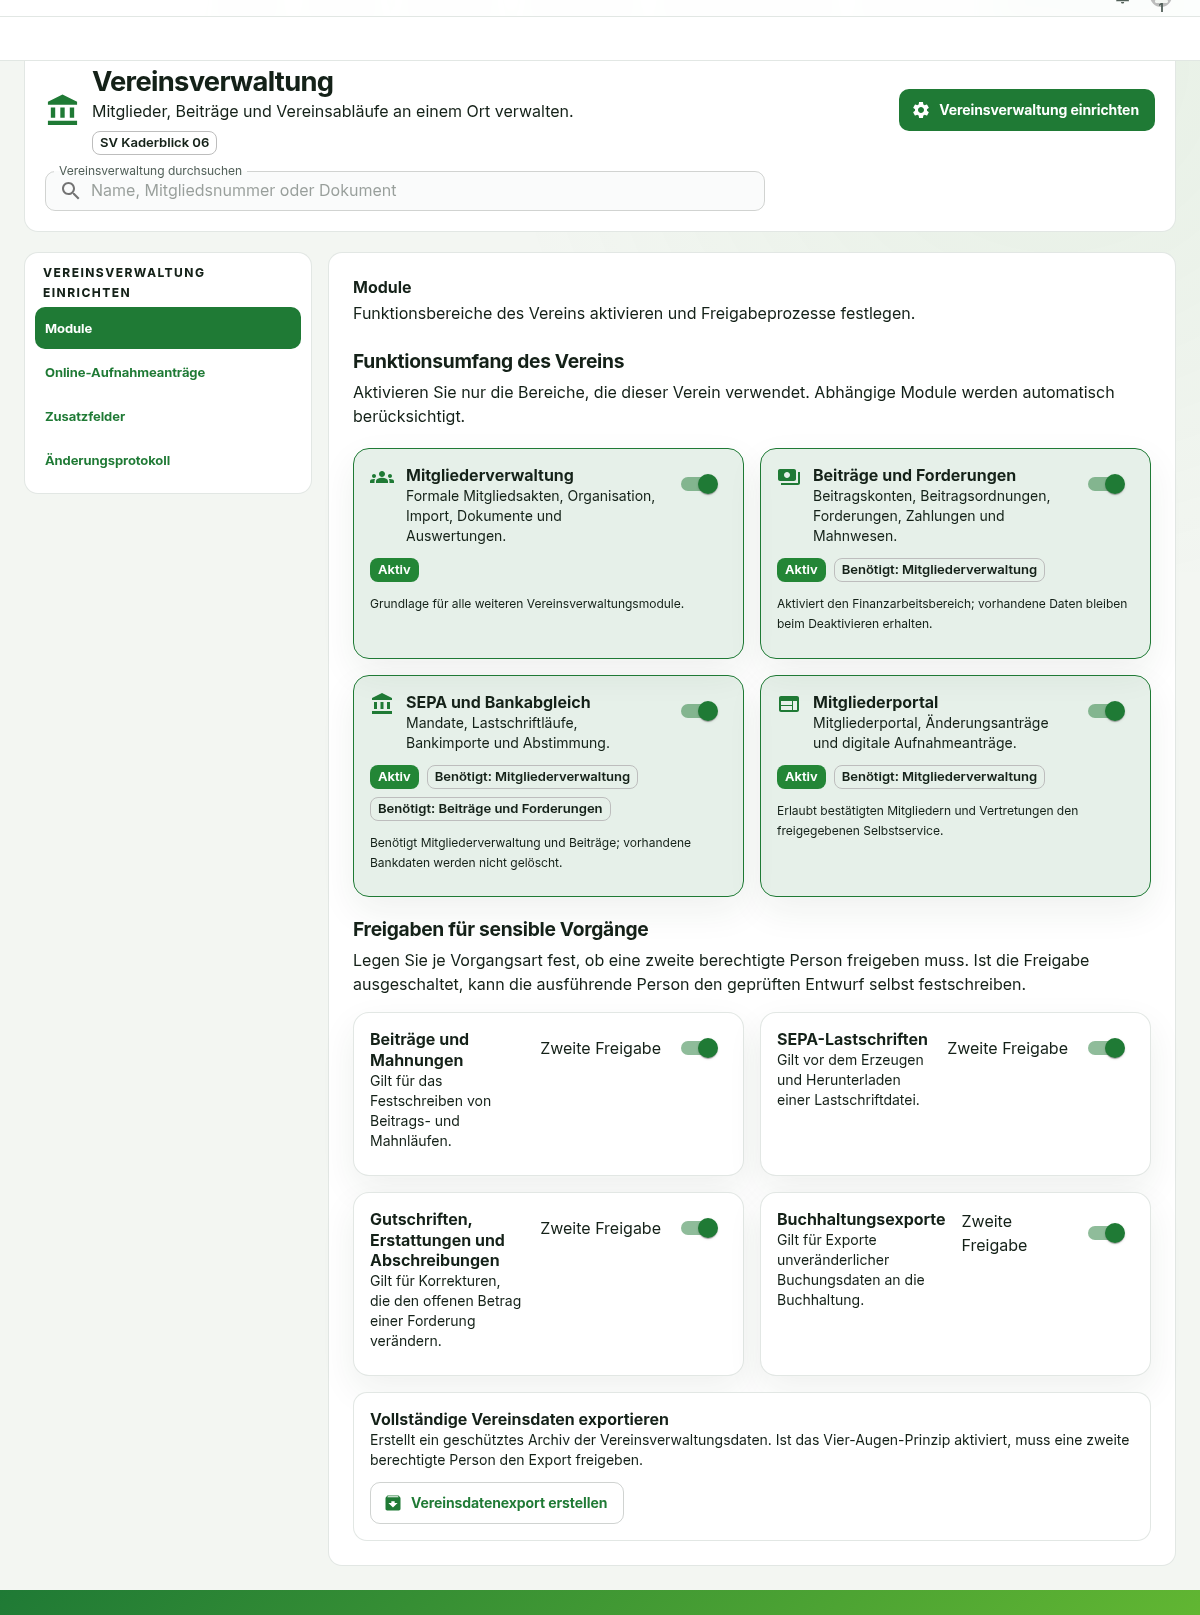 Vereinsverwaltung
Mitglieder, Beiträge und Vereinsabläufe an einem Ort verwalten.
SV Kaderblick 06
Vereinsverwaltung einrichten
Vereinsverwaltung durchsuchen
Name, Mitgliedsnummer oder Dokument
VEREINSVERWALTUNG
EINRICHTEN
Module
Online-Aufnahmeanträge
Zusatzfelder
Änderungsprotokoll
Module
Funktionsbereiche des Vereins aktivieren und Freigabeprozesse festlegen.
Funktionsumfang des Vereins
Aktivieren Sie nur die Bereiche, die dieser Verein verwendet. Abhängige Module werden automatisch
berücksichtigt.
Mitgliederverwaltung
Formale Mitgliedsakten, Organisation,
Import, Dokumente und
Auswertungen.
Aktiv
Grundlage für alle weiteren Vereinsverwaltungsmodule.
Beiträge und Forderungen
Beitragskonten, Beitragsordnungen,
Forderungen, Zahlungen und
Mahnwesen.
Aktiv
Benötigt: Mitgliederverwaltung
Aktiviert den Finanzarbeitsbereich; vorhandene Daten bleiben
beim Deaktivieren erhalten.
SEPA und Bankabgleich
Mandate, Lastschriftläufe,
Bankimporte und Abstimmung.
Aktiv
Benötigt: Mitgliederverwaltung
Benötigt: Beiträge und Forderungen
Benötigt Mitgliederverwaltung und Beiträge; vorhandene
Bankdaten werden nicht gelöscht.
Mitgliederportal
Mitgliederportal, Änderungsanträge
und digitale Aufnahmeanträge.
Aktiv
Benötigt: Mitgliederverwaltung
Erlaubt bestätigten Mitgliedern und Vertretungen den
freigegebenen Selbstservice.
Freigaben für sensible Vorgänge
Legen Sie je Vorgangsart fest, ob eine zweite berechtigte Person freigeben muss. Ist die Freigabe
ausgeschaltet, kann die ausführende Person den geprüften Entwurf selbst festschreiben.
Beiträge und
Mahnungen
Gilt für das
Festschreiben von
Beitrags- und
Mahnläufen.
Zweite Freigabe
SEPA-Lastschriften
Gilt vor dem Erzeugen
und Herunterladen
einer Lastschriftdatei.
Zweite Freigabe
Gutschriften,
Erstattungen und
Abschreibungen
Gilt für Korrekturen,
die den offenen Betrag
einer Forderung
verändern.
Zweite Freigabe
Buchhaltungsexporte
Gilt für Exporte
unveränderlicher
Buchungsdaten an die
Buchhaltung.
Zweite
Freigabe
Vollständige Vereinsdaten exportieren
Erstellt ein geschütztes Archiv der Vereinsverwaltungsdaten. Ist das Vier-Augen-Prinzip aktiviert, muss eine zweite
berechtigte Person den Export freigeben.
Vereinsdatenexport erstellen